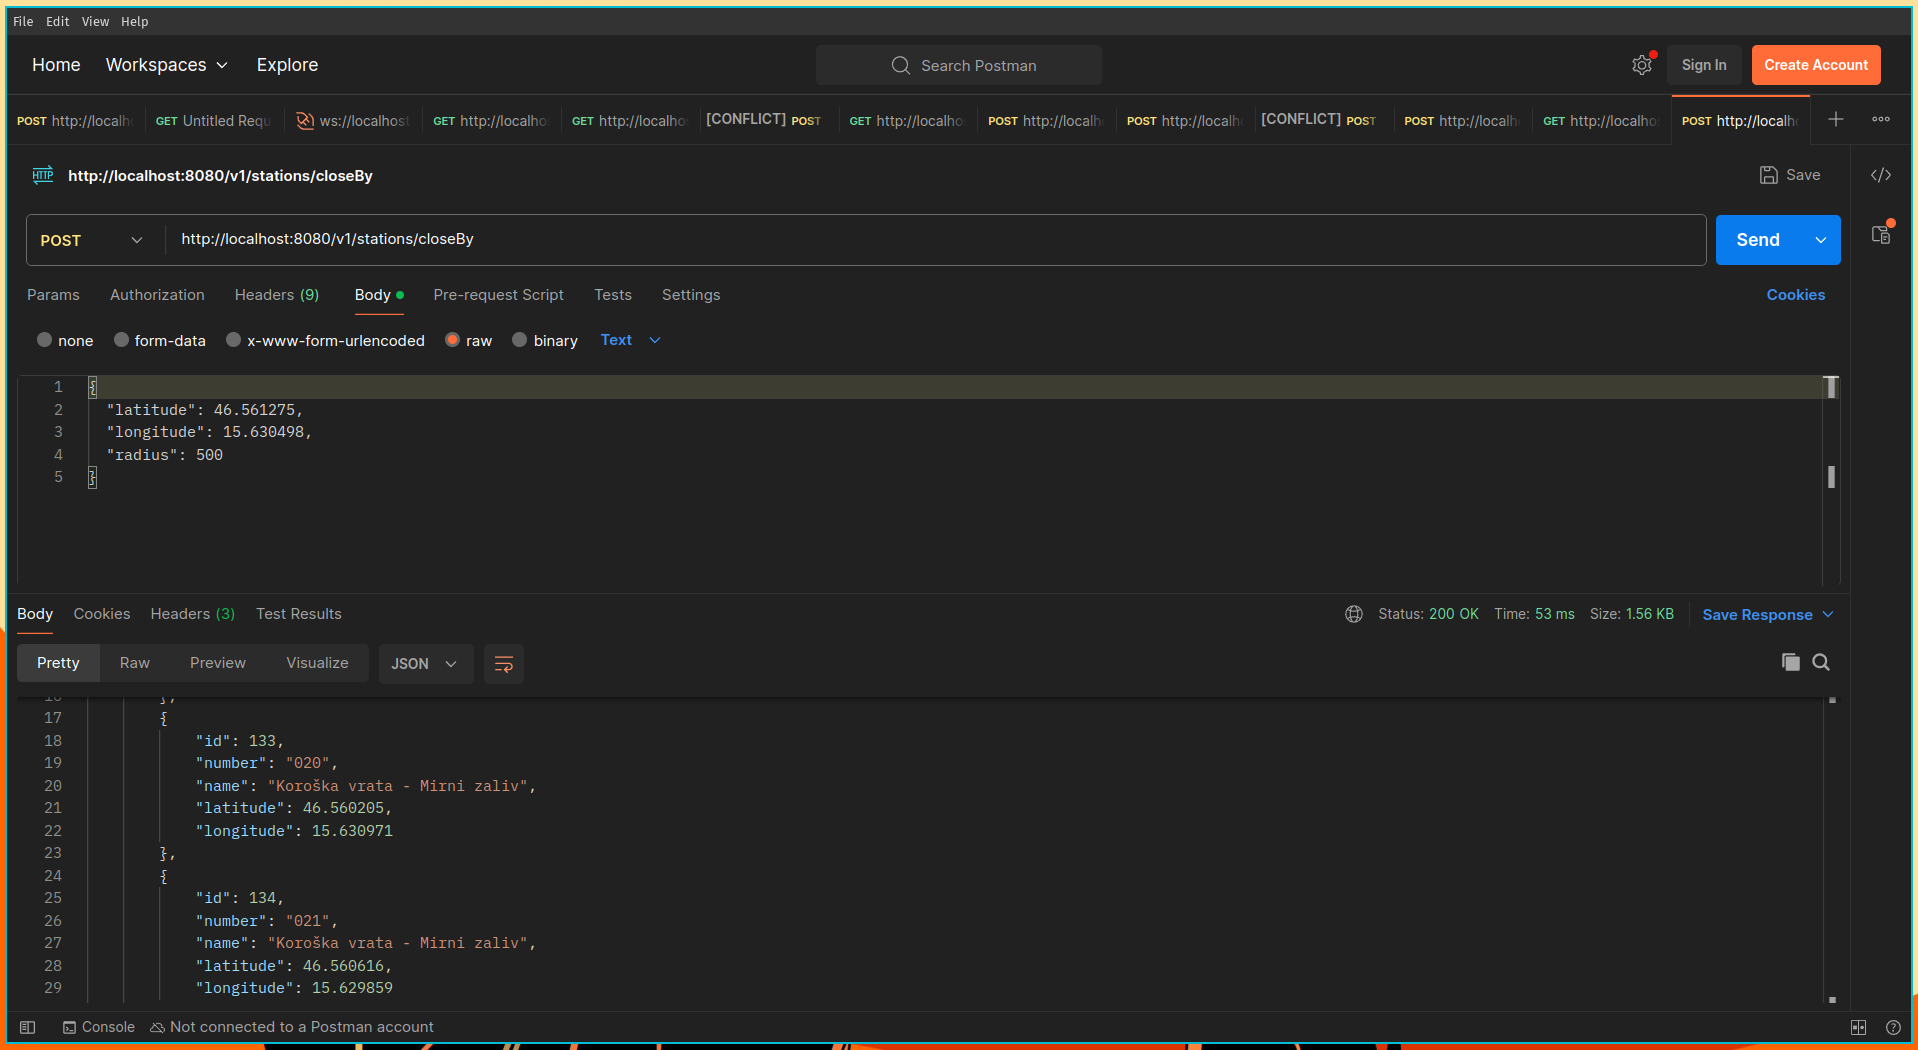 File Edit View Help
Home Workspaces Explore Search Postman Sign In Create Account
POST http://localh GET Untitled Requ ws://localhost GET http://localho GET http://localho [CONFLICT] POST GET http://localho POST http://localh POST http://localh [CONFLICT] POST POST http://localh GET http://localho POST http://localh
HTTP http://localhost:8080/v1/stations/closeBy Save
POST http://localhost:8080/v1/stations/closeBy Send
Params Authorization Headers (9) Body Pre-request Script Tests Settings Cookies
none form-data x-www-form-urlencoded raw binary Text
1 {
2 "latitude": 46.561275,
3 "longitude": 15.630498,
4 "radius": 500
5 }
Body Cookies Headers (3) Test Results Status: 200 OK Time: 53 ms Size: 1.56 KB Save Response
Pretty Raw Preview Visualize JSON
16 },
17 {
18 "id": 133,
19 "number": "020",
20 "name": "Koroška vrata - Mirni zaliv",
21 "latitude": 46.560205,
22 "longitude": 15.630971
23 },
24 {
25 "id": 134,
26 "number": "021",
27 "name": "Koroška vrata - Mirni zaliv",
28 "latitude": 46.560616,
29 "longitude": 15.629859
Console Not connected to a Postman account